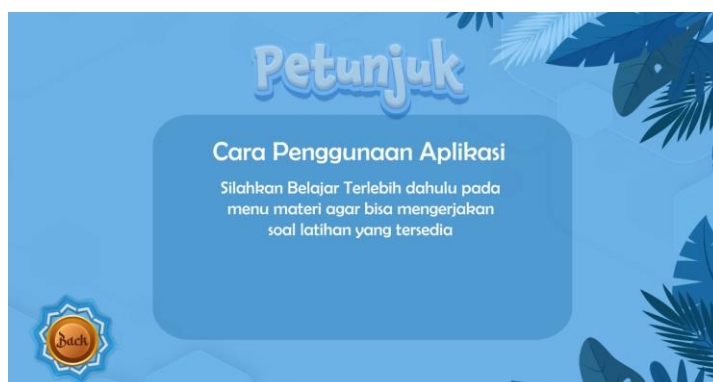 Petunjuk
Cara Penggunaan Aplikasi
Silahkan Belajar Terlebih dahulu pada
menu materi agar bisa mengerjakan
soal latihan yang tersedia
Back